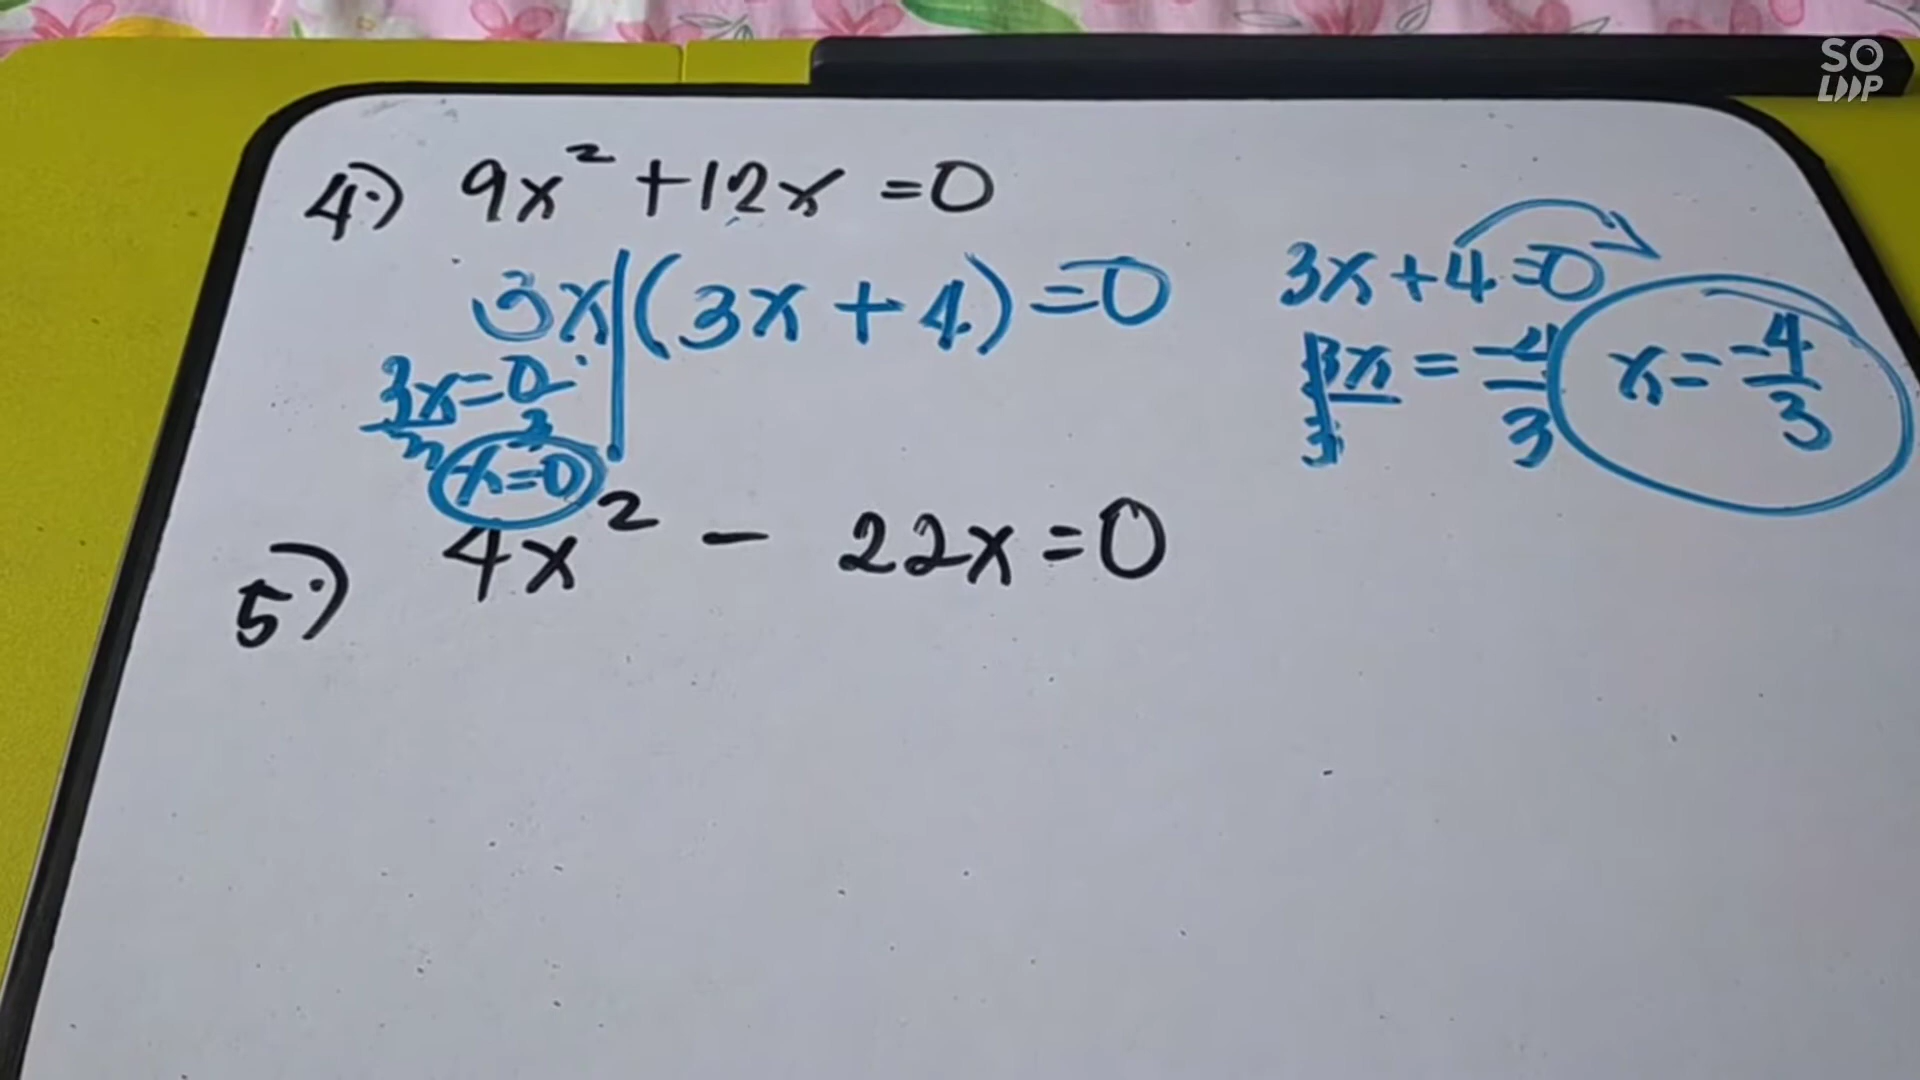 SO
LOOP
4.) 9x² + 12x = 0
3x | (3x + 4) = 0
3x = 0
3 3
x = 0
3x + 4 = 0
3x = -4
3 3
x = -4
3
5.) 4x² - 22x = 0